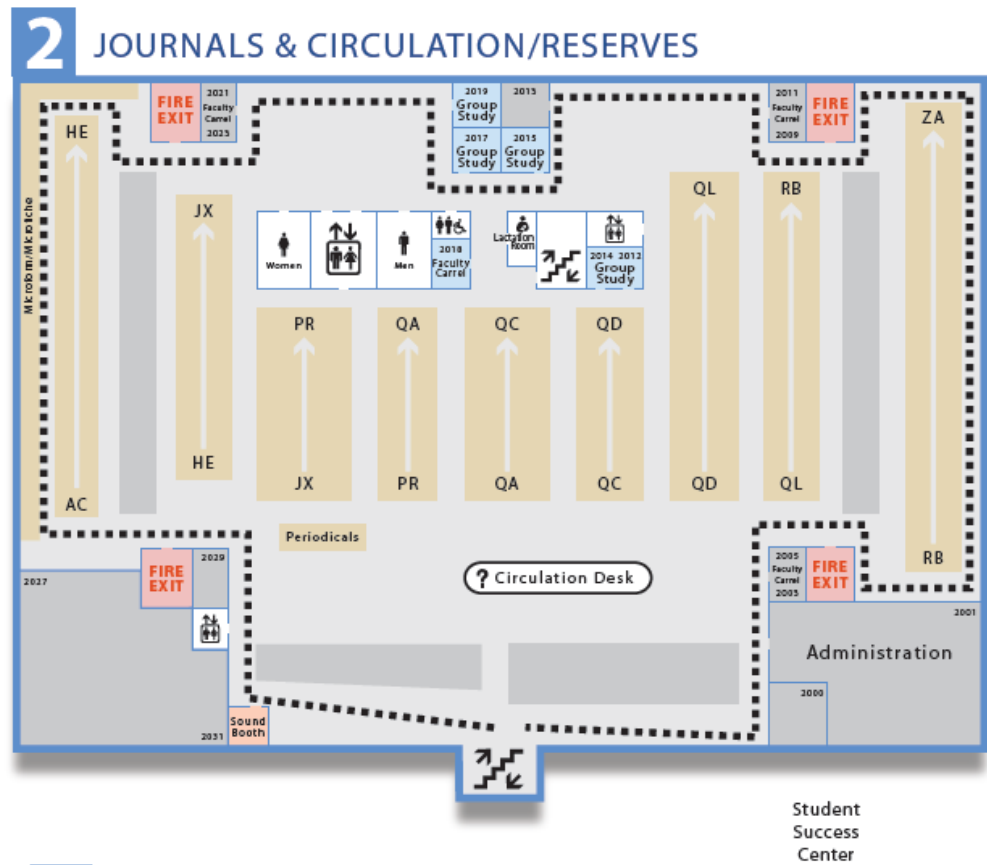 2 JOURNALS & CIRCULATION/RESERVES
FIRE
EXIT
2021
Faculty
Carrel
2023
2019
Group
Study
2017
Group
Study
2015
Group
Study
2011
Faculty
Carrel
2009
FIRE
EXIT
HE
AC
Microform/Microfiche
JX
HE
Women
Men
2018
Faculty
Carrel
Lactation
Room
2014 2012
Group
Study
PR
JX
QA
PR
QC
QA
QD
QC
QL
QD
RB
QL
ZA
RB
Periodicals
? Circulation Desk
2027
FIRE
EXIT
2029
2031
Sound
Booth
2005
Faculty
Carrel
FIRE
EXIT
2001
Administration
2000
Student
Success
Center